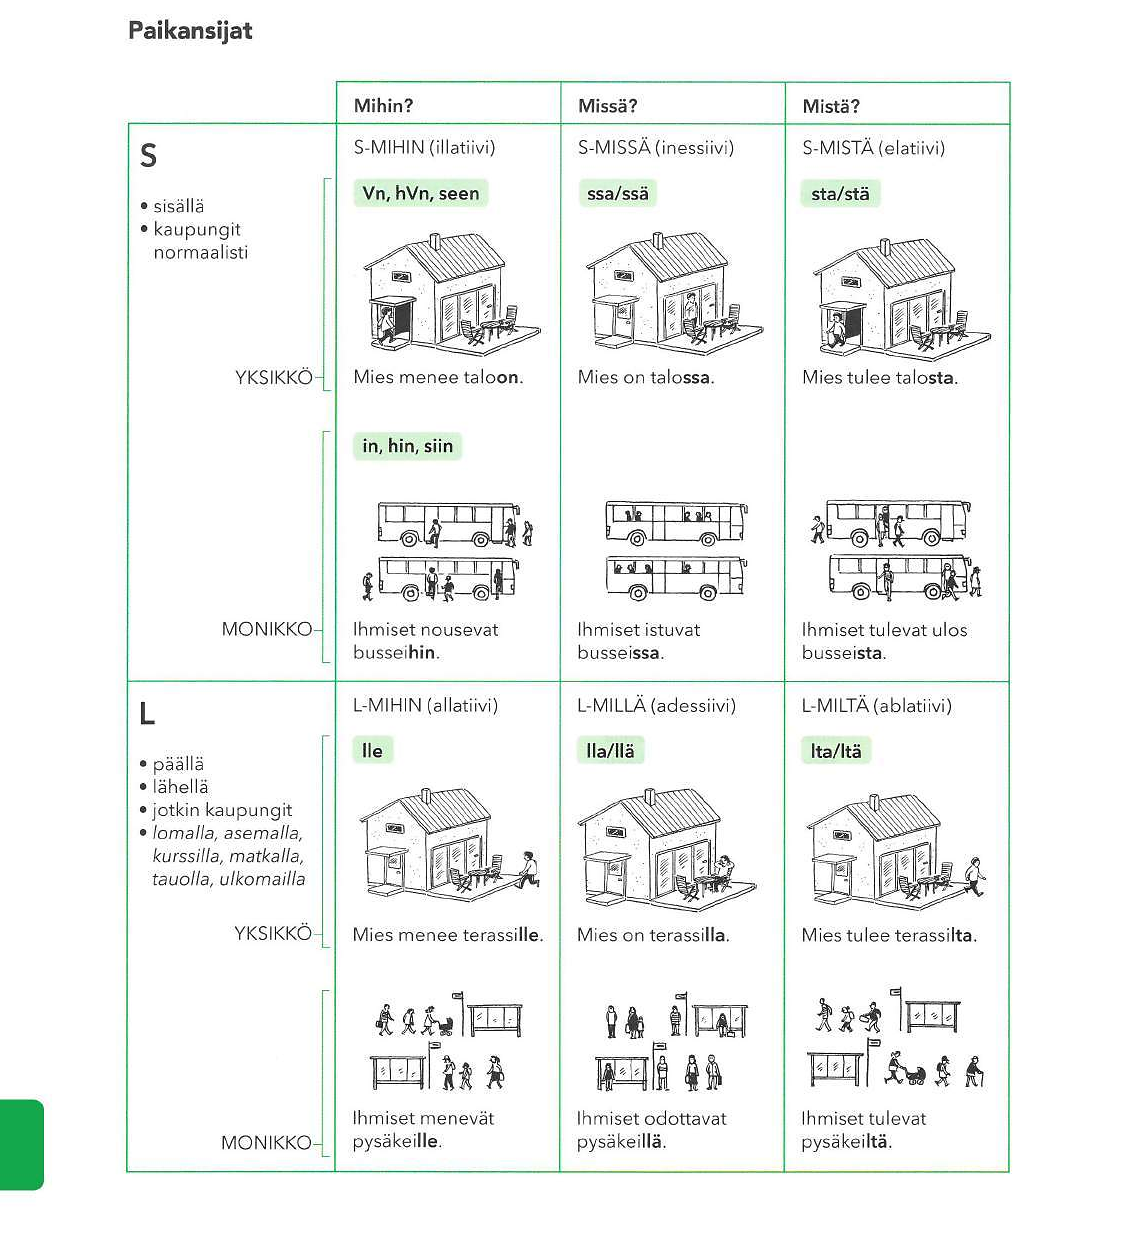 Paikansijat
Mihin?
Missä?
Mistä?
S
• sisällä
• kaupungit
normaalisti
YKSIKKÖ
S-MIHIN (illatiivi)
Vn, hVn, seen
Mies menee taloon.
S-MISSÄ (inessiivi)
ssa/ssä
Mies on talossa.
S-MISTÄ (elatiivi)
sta/stä
Mies tulee talosta.
MONIKKO
in, hin, siin
Ihmiset nousevat
busseihin.
Ihmiset istuvat
busseissa.
Ihmiset tulevat ulos
busseista.
L
• päällä
• lähellä
• jotkin kaupungit
• lomalla, asemalla,
kurssilla, matkalla,
tauolla, ulkomailla
YKSIKKÖ
L-MIHIN (allatiivi)
lle
Mies menee terassille.
L-MILLÄ (adessiivi)
lla/llä
Mies on terassilla.
L-MILTÄ (ablatiivi)
lta/ltä
Mies tulee terassilta.
MONIKKO
Ihmiset menevät
pysäkeille.
Ihmiset odottavat
pysäkeillä.
Ihmiset tulevat
pysäkeiltä.